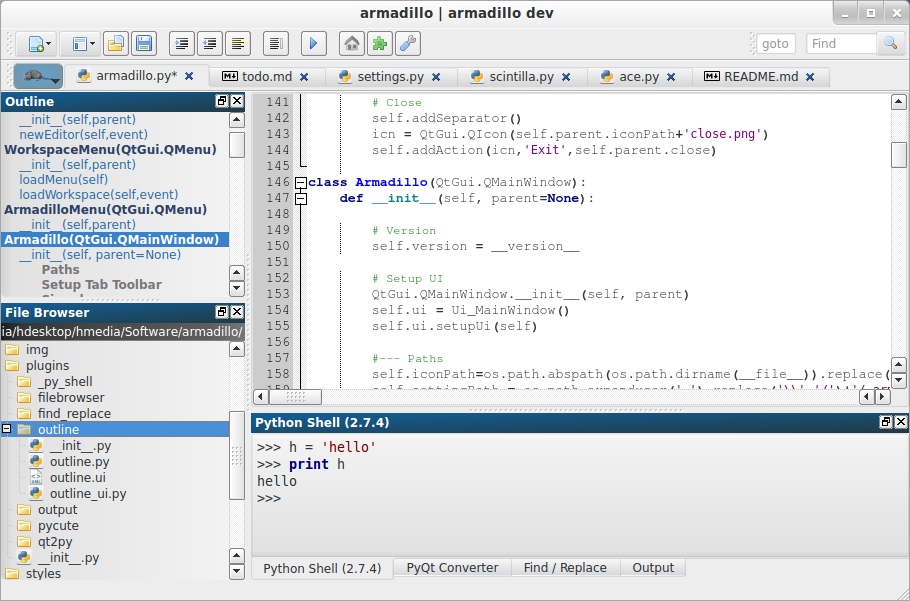 armadillo | armadillo dev
goto
Find
armadillo.py*
todo.md
settings.py
scintilla.py
ace.py
README.md
Outline
__init__(self,parent)
newEditor(self,event)
WorkspaceMenu(QtGui.QMenu)
__init__(self,parent)
loadMenu(self)
loadWorkspace(self,event)
ArmadilloMenu(QtGui.QMenu)
__init__(self,parent)
Armadillo(QtGui.QMainWindow)
__init__(self, parent=None)
Paths
Setup Tab Toolbar
File Browser
ia/hdesktop/hmedia/Software/armadillo/
img
plugins
_py_shell
filebrowser
find_replace
outline
__init__.py
outline.py
outline.ui
outline_ui.py
output
pycute
qt2py
__init__.py
styles
141 # Close
142 self.addSeparator()
143 icn = QtGui.QIcon(self.parent.iconPath+'close.png')
144 self.addAction(icn,'Exit',self.parent.close)
145
146 class Armadillo(QtGui.QMainWindow):
147 def __init__(self, parent=None):
148
149 # Version
150 self.version = __version__
151
152 # Setup UI
153 QtGui.QMainWindow.__init__(self, parent)
154 self.ui = Ui_MainWindow()
155 self.ui.setupUi(self)
156
157 #--- Paths
158 self.iconPath=os.path.abspath(os.path.dirname(__file__)).replace(
Python Shell (2.7.4)
>>> h = 'hello'
>>> print h
hello
>>>
Python Shell (2.7.4)
PyQt Converter
Find / Replace
Output